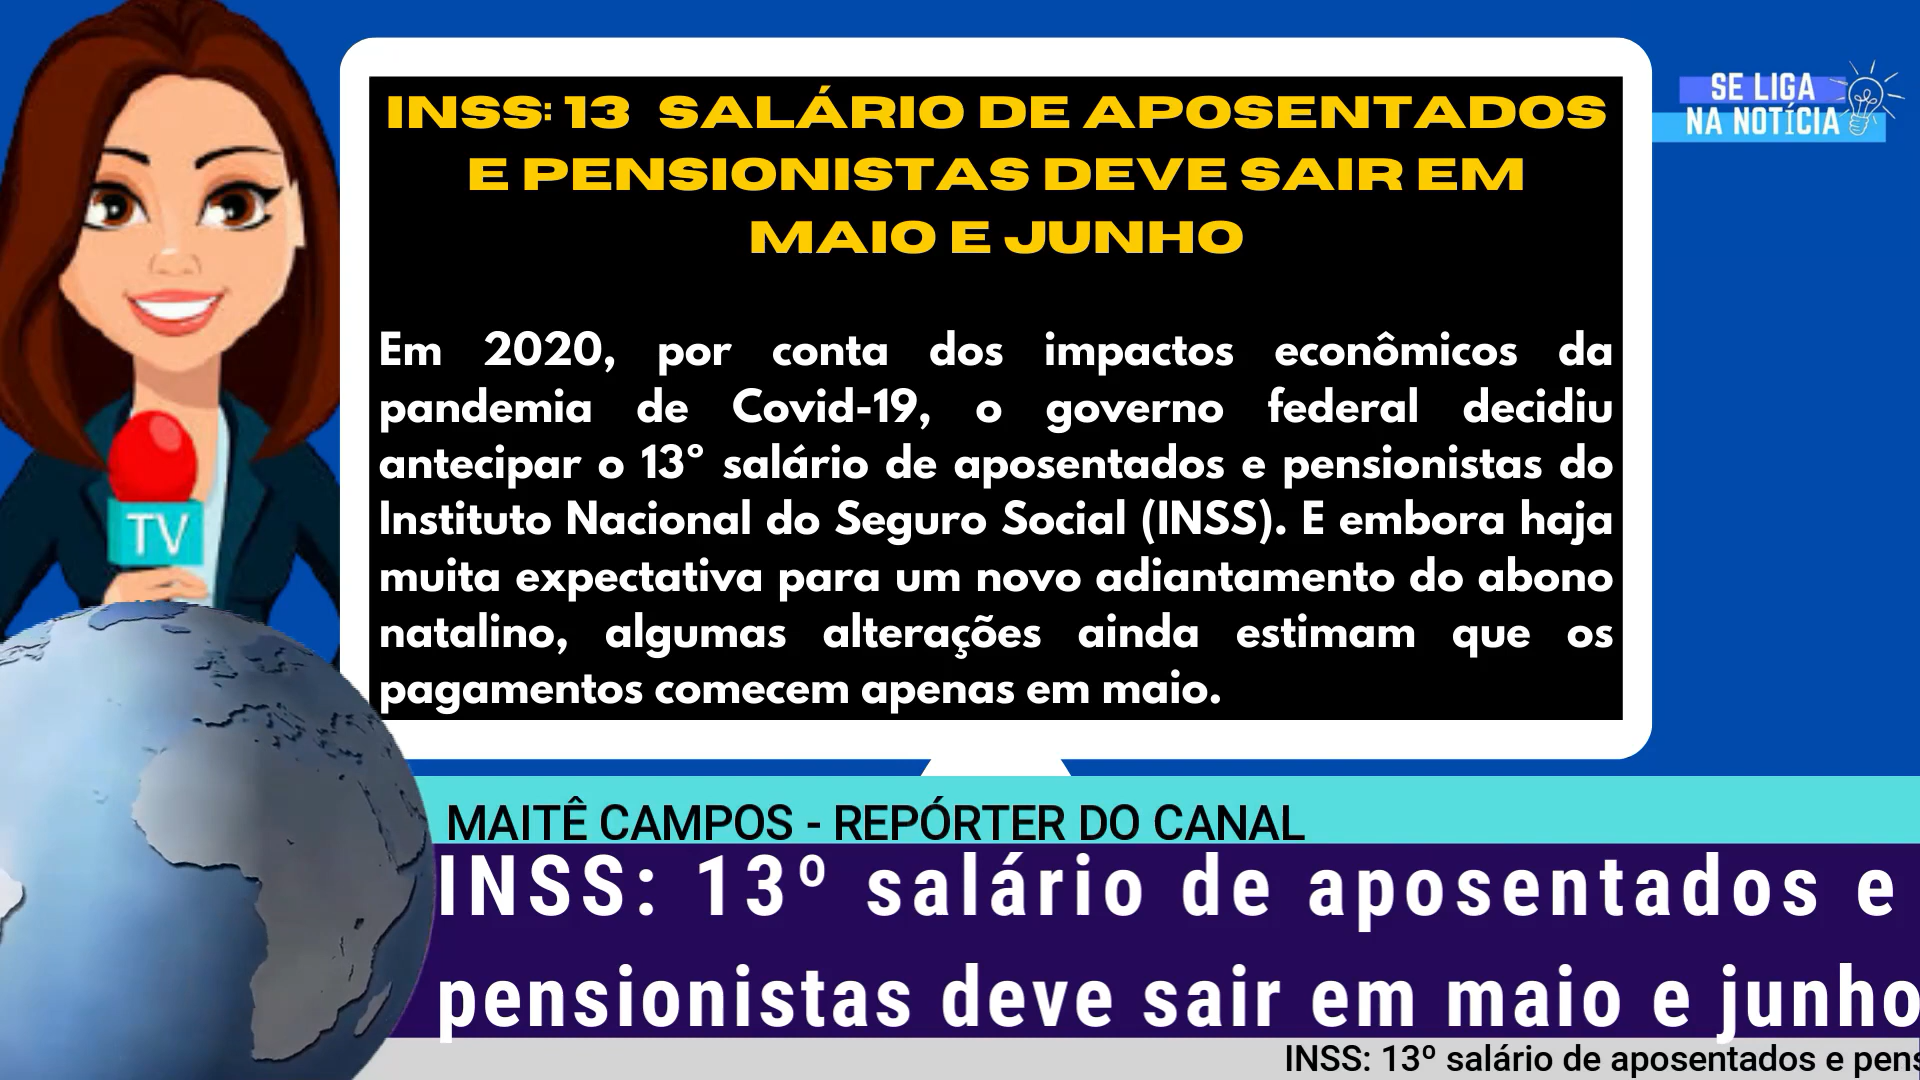 INSS: 13 SALÁRIO DE APOSENTADOS
E PENSIONISTAS DEVE SAIR EM
MAIO E JUNHO
SE LIGA
NA NOTÍCIA
Em 2020, por conta dos impactos econômicos da
pandemia de Covid-19, o governo federal decidiu
antecipar o 13º salário de aposentados e pensionistas do
Instituto Nacional do Seguro Social (INSS). E embora haja
muita expectativa para um novo adiantamento do abono
natalino, algumas alterações ainda estimam que os
pagamentos comecem apenas em maio.
TV
MAITÊ CAMPOS - REPÓRTER DO CANAL
INSS: 13º salário de aposentados e
pensionistas deve sair em maio e junho
INSS: 13º salário de aposentados e pens